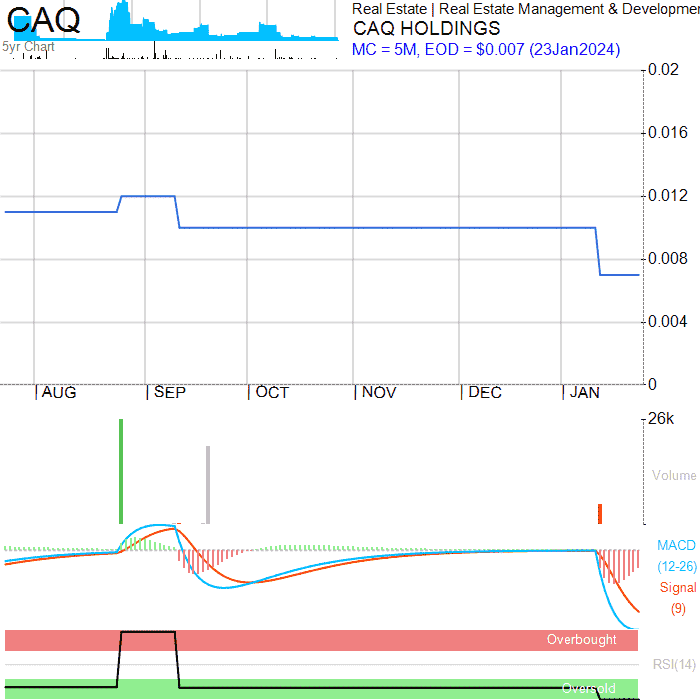 CAQ
5yr Chart
Real Estate | Real Estate Management & Developmen
CAQ HOLDINGS
MC = 5M, EOD = $0.007 (23Jan2024)
0.02
0.016
0.012
0.008
0.004
0
AUG SEP OCT NOV DEC JAN
26k
Volume
MACD
(12-26)
Signal
(9)
Overbought
RSI(14)
Oversold